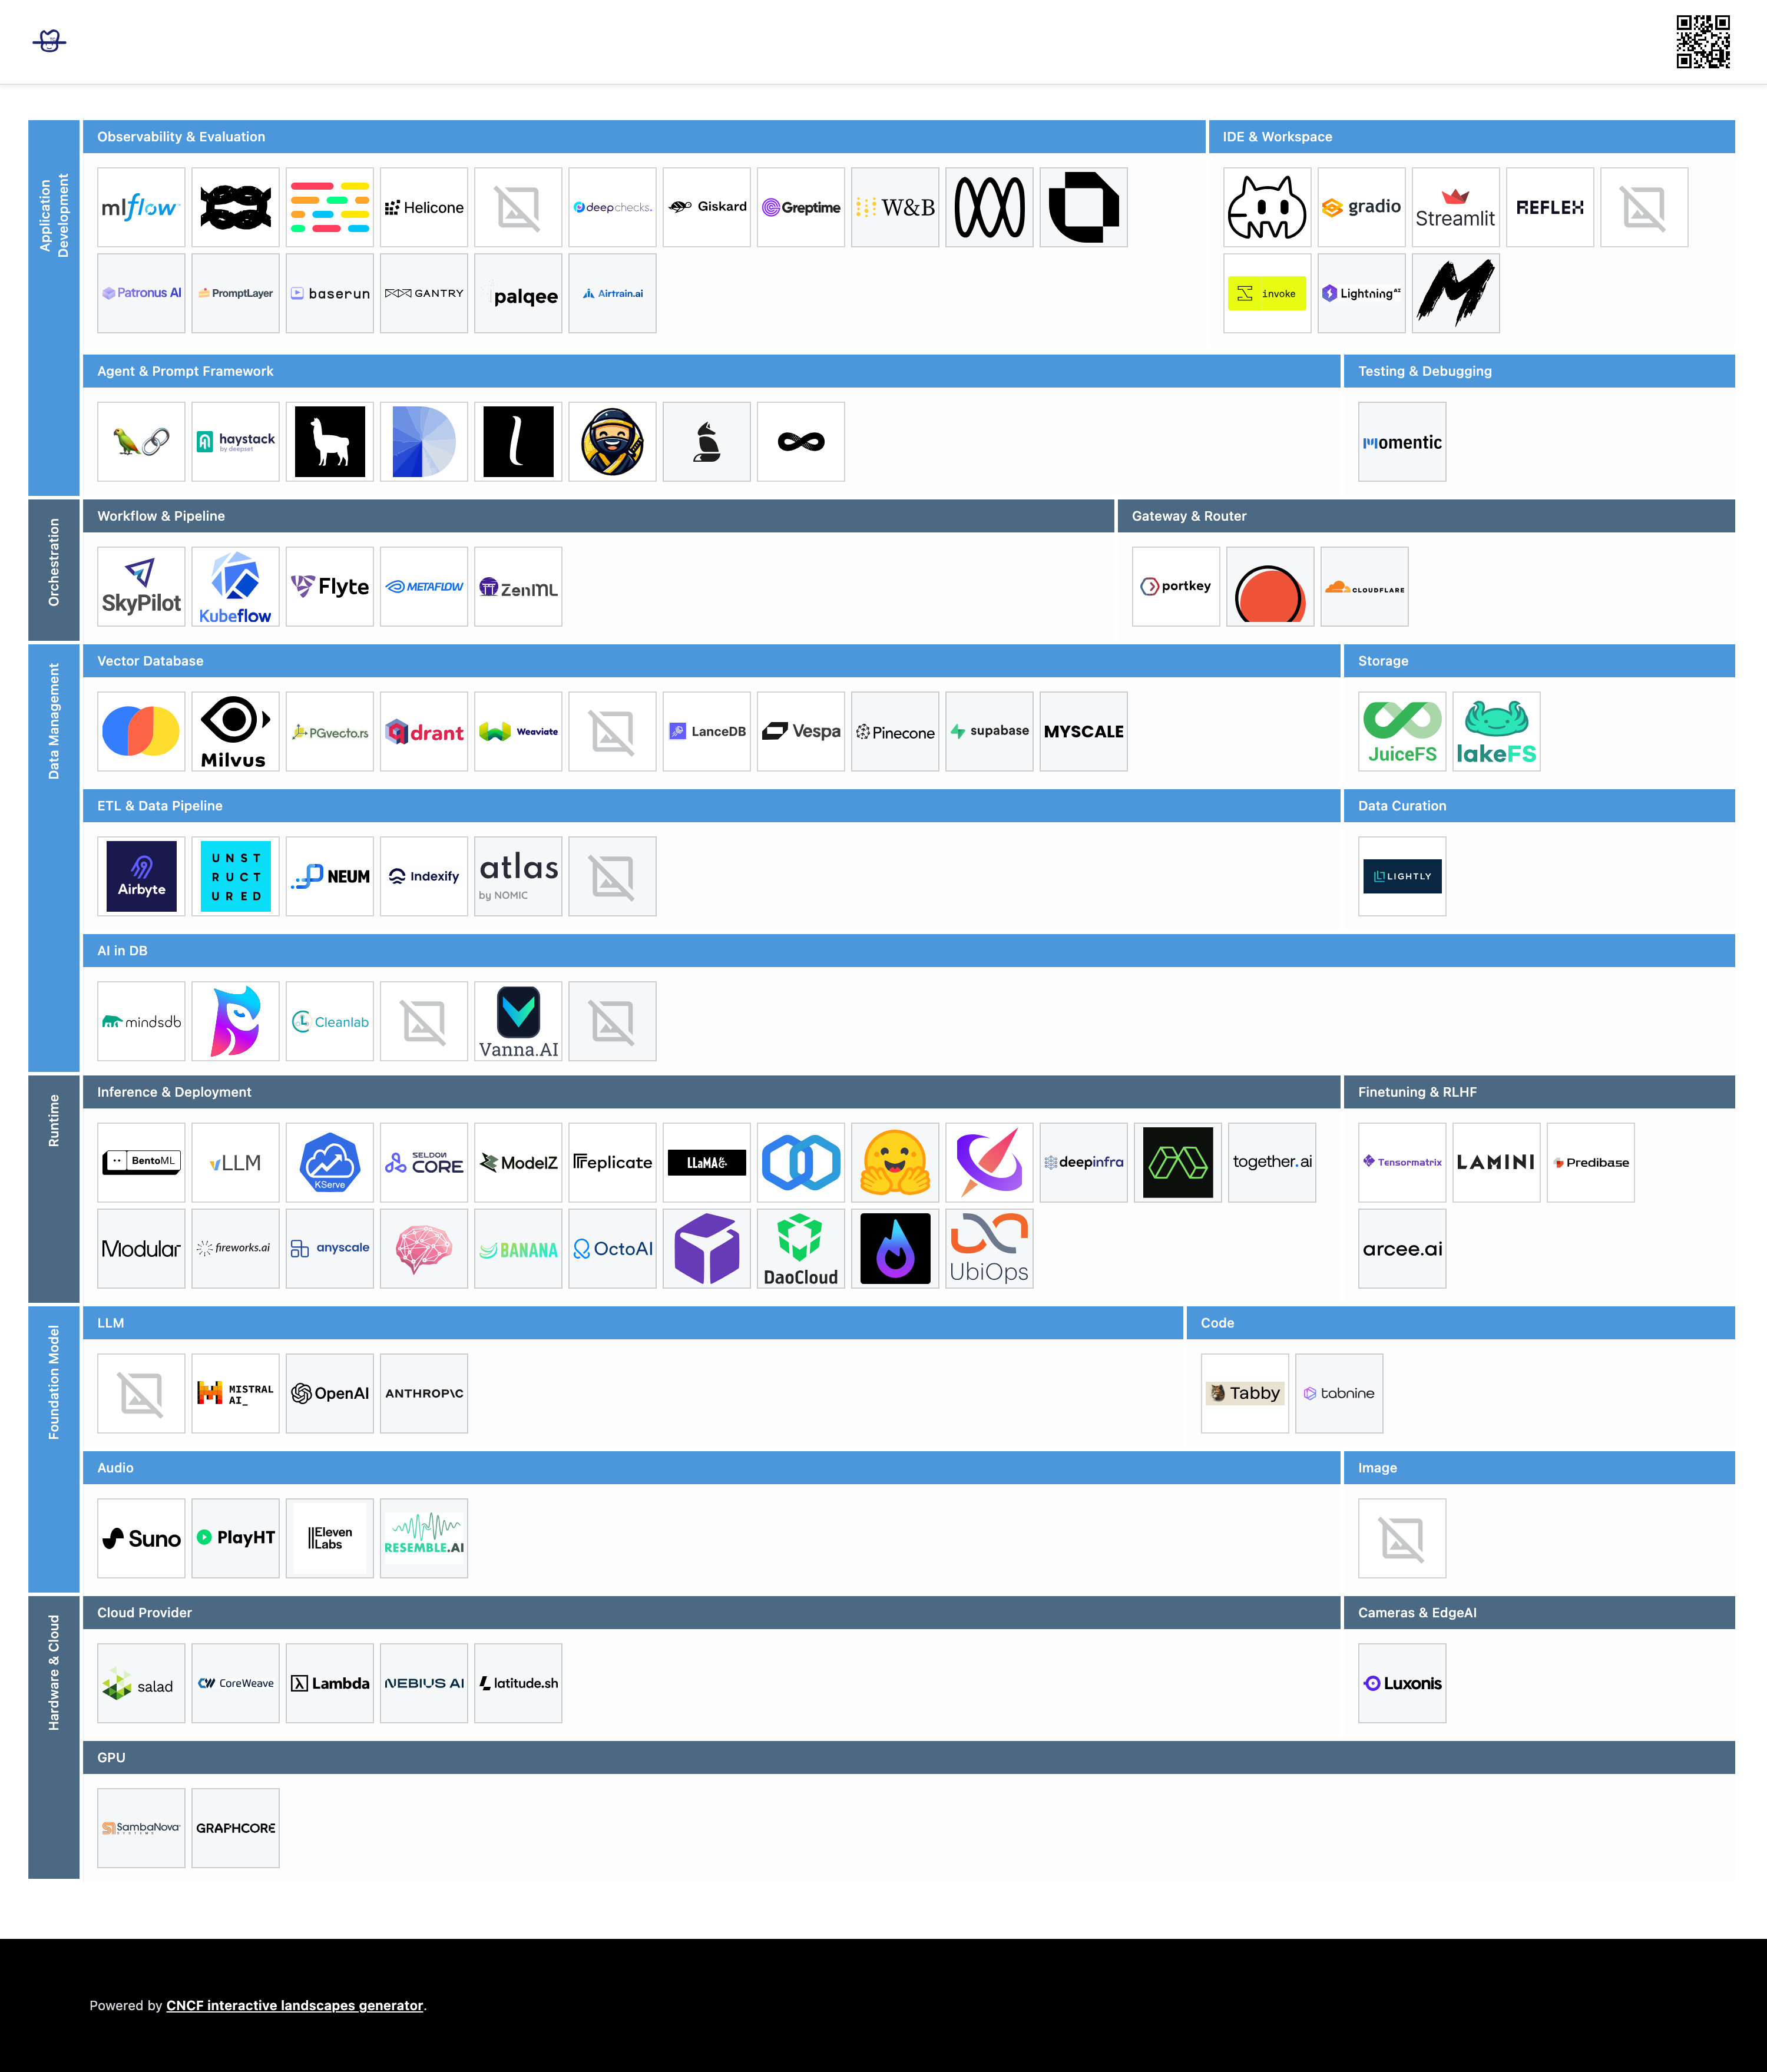 Application
Development
Observability & Evaluation
IDE & Workspace
mlflow
Helicone
deepchecks.
Giskard
Greptime
W&B
gradio
Streamlit
REFLEX
Patronus AI
PromptLayer
baserun
GANTRY
palqee
Airtrain.ai
invoke
Lightning AI
Agent & Prompt Framework
Testing & Debugging
haystack
by deepset
momentic
Orchestration
Workflow & Pipeline
Gateway & Router
SkyPilot
Kubeflow
Flyte
METAFLOW
ZenML
portkey
CLOUDFLARE
Data Management
Vector Database
Storage
Milvus
PGvecto.rs
qdrant
Weaviate
LanceDB
Vespa
Pinecone
supabase
MYSCALE
JuiceFS
lakeFS
ETL & Data Pipeline
Data Curation
Airbyte
UNST
RUCT
URED
NEUM
Indexify
atlas
by NOMIC
LIGHTLY
AI in DB
mindsdb
Cleanlab
Vanna.AI
Runtime
Inference & Deployment
Finetuning & RLHF
BentoML
vLLM
KServe
SELDON
CORE
ModelZ
Replicate
LLaMA
deepinfra
together.ai
Tensormatrix
LAMINI
Predibase
Modular
fireworks.ai
anyscale
BANANA
OctoAI
DaoCloud
UbiOps
arcee.ai
Foundation Model
LLM
Code
MISTRAL
AI_
OpenAI
ANTHROP\C
Tabby
tabnine
Audio
Image
Suno
PlayHT
ElevenLabs
RESEMBLE.AI
Hardware & Cloud
Cloud Provider
Cameras & EdgeAI
salad
CoreWeave
Lambda
NEBIUS AI
latitude.sh
Luxonis
GPU
SambaNova
SYSTEMS
GRAPHCORE
Powered by CNCF interactive landscapes generator.